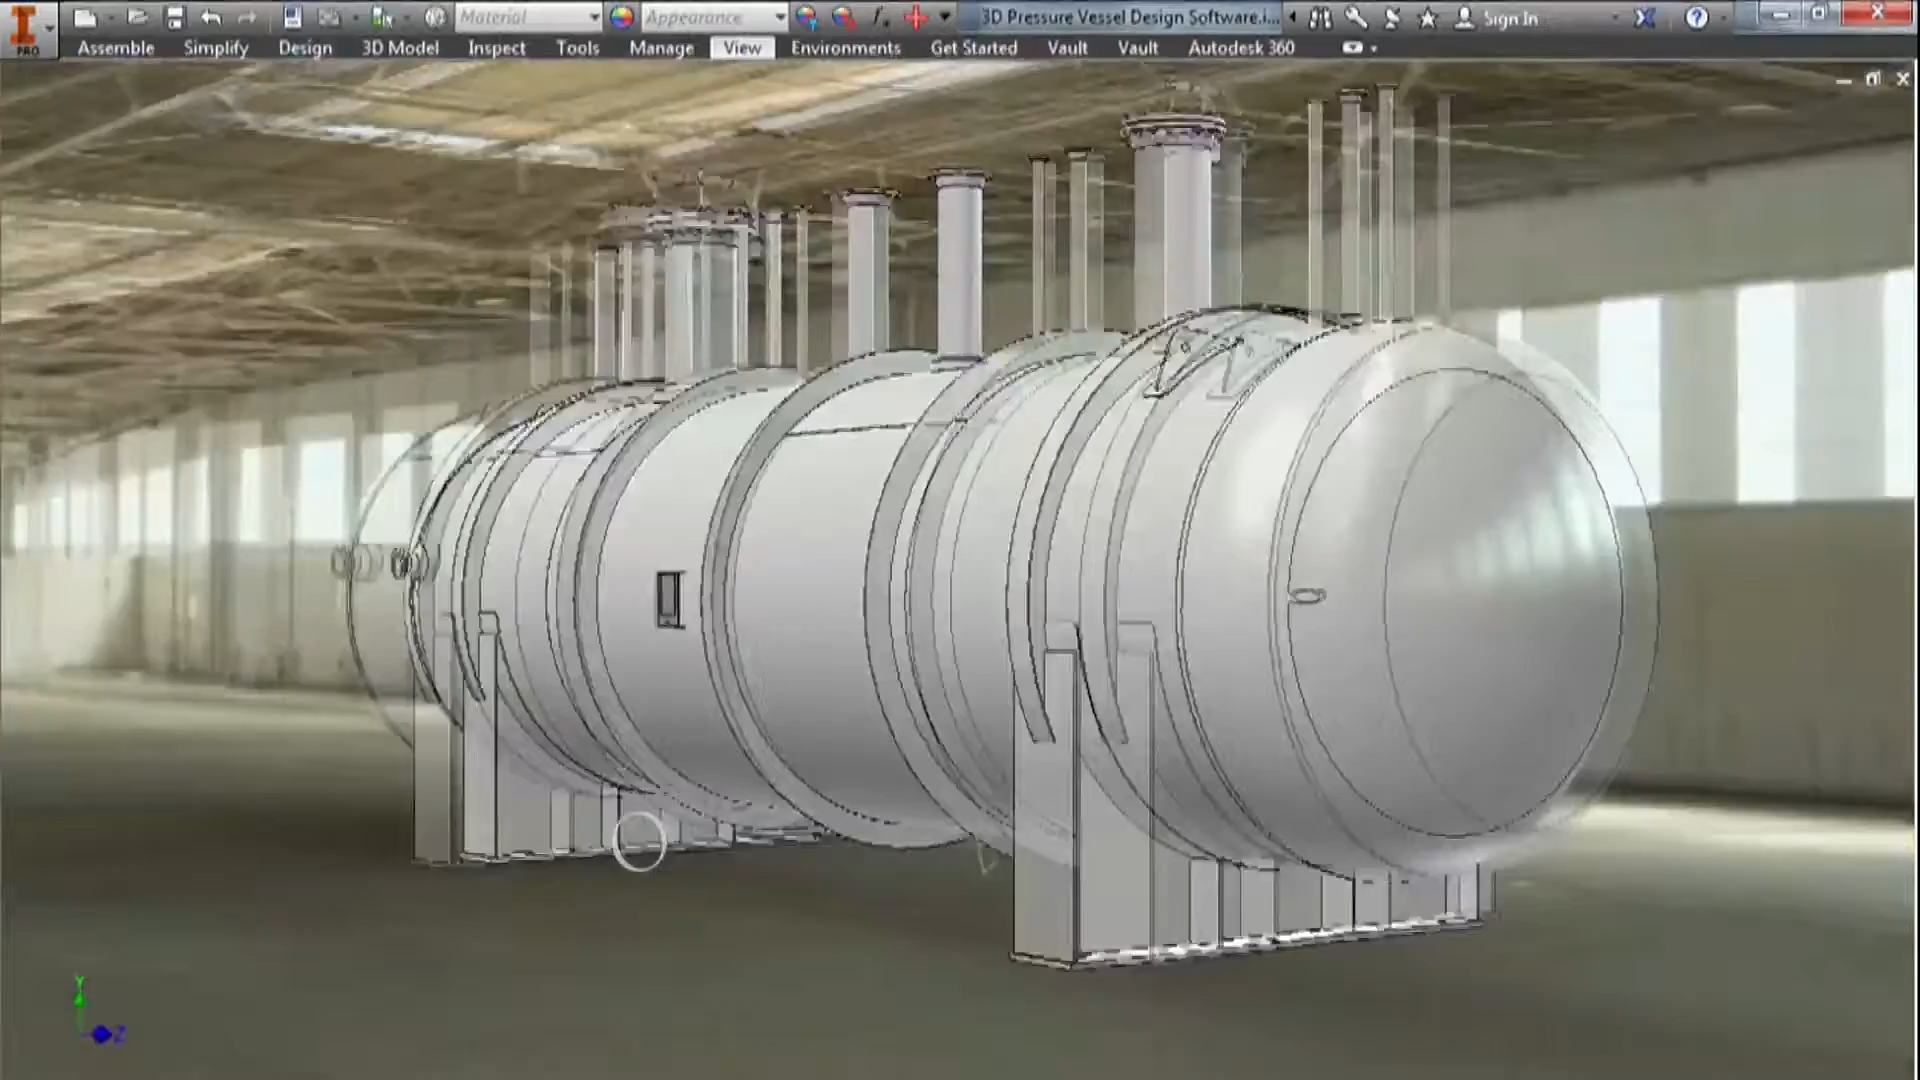 Material
Appearance
3D Pressure Vessel Design Software.i...
Sign In
PRO
Assemble Simplify Design 3D Model Inspect Tools Manage View Environments Get Started Vault Vault Autodesk 360
Y
Z